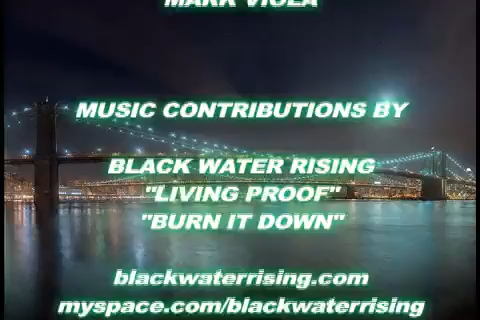 MARK VIOLA
MUSIC CONTRIBUTIONS BY
BLACK WATER RISING
"LIVING PROOF"
"BURN IT DOWN"
blackwaterrising.com
myspace.com/blackwaterrising